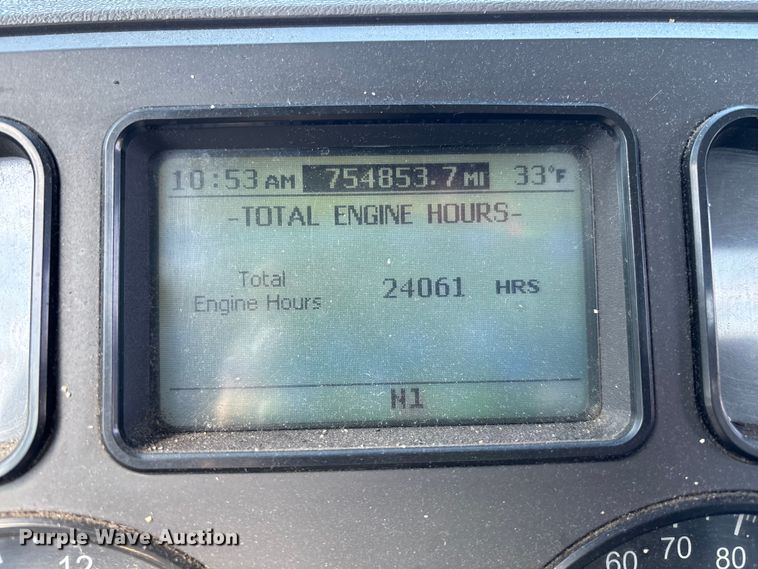 10:53 AM 754853.7 MI 33°F
-TOTAL ENGINE HOURS-
Total
Engine Hours 24061 HRS
N1
12
60 70 80
Purple Wave Auction